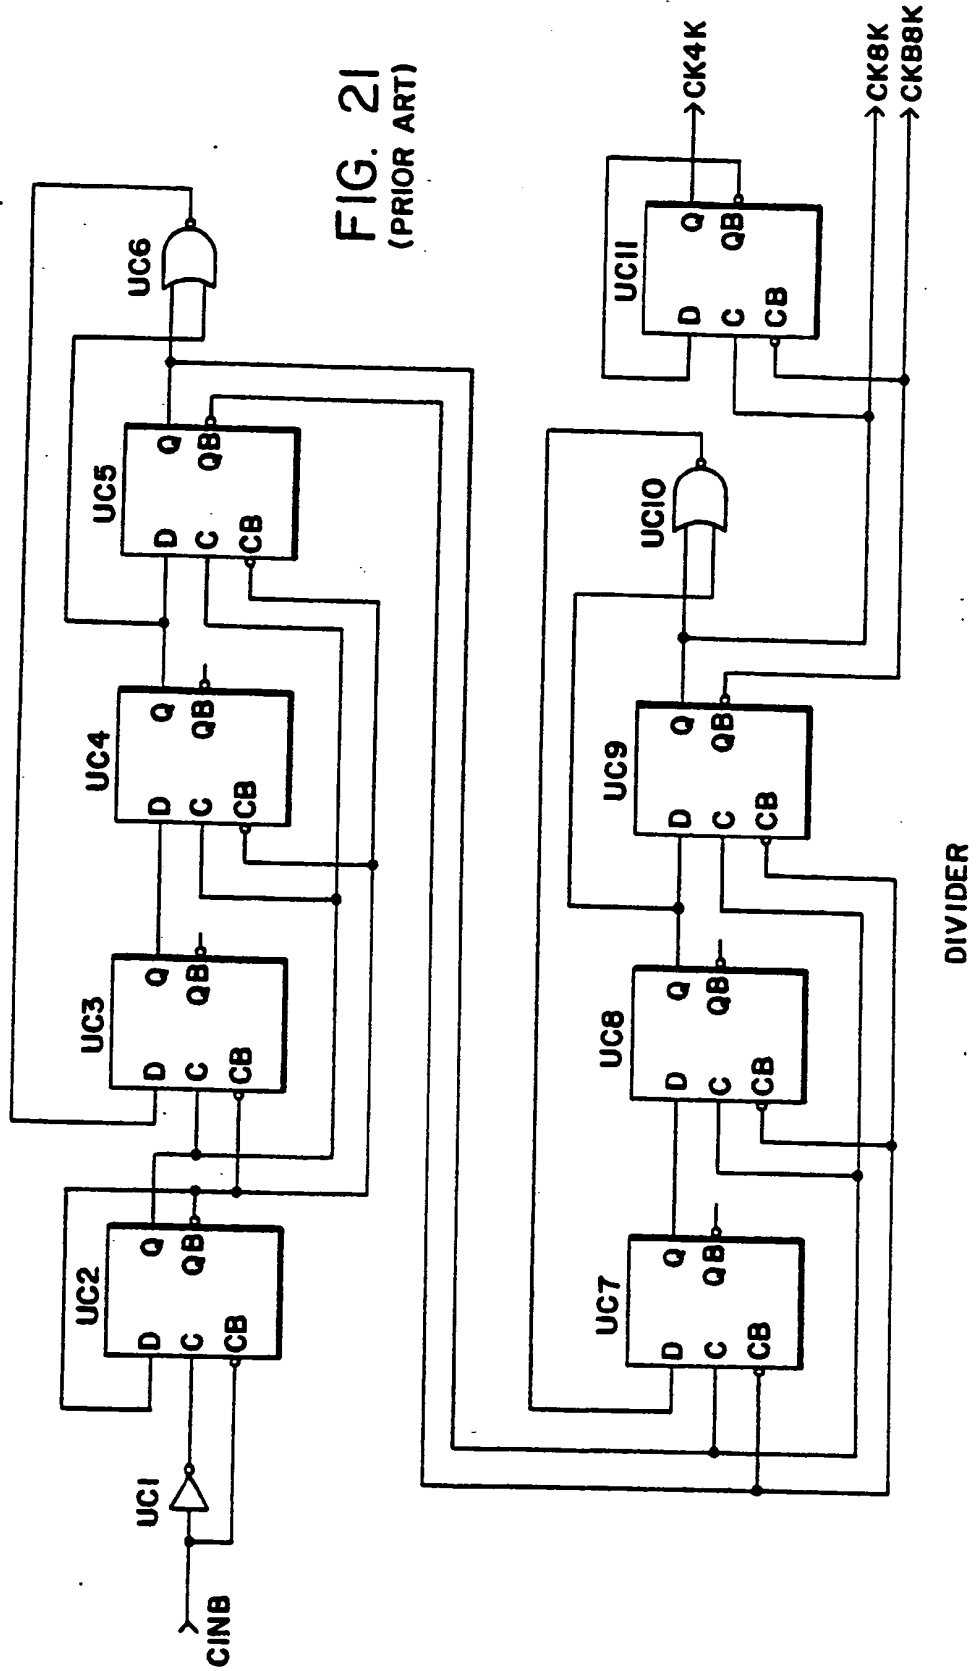 FIG. 21
(PRIOR ART)
CINB
UC1
UC2
D
C
CB
Q
QB
UC3
D
C
CB
Q
QB
UC4
D
C
CB
Q
QB
UC5
D
C
CB
Q
QB
UC6
UC7
D
C
CB
Q
QB
UC8
D
C
CB
Q
QB
UC9
D
C
CB
Q
QB
UC10
UC11
D
C
CB
Q
QB
CK4K
CK8K
CKB8K
DIVIDER